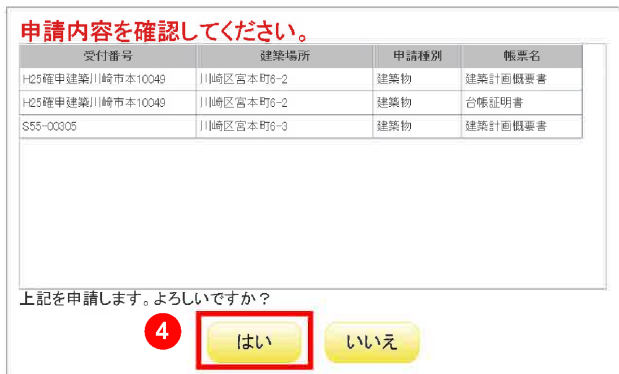 申請内容を確認してください。
受付番号 建築場所 申請種別 帳票名
H25確申建築川崎市本10049 川崎区宮本町6-2 建築物 建築計画概要書
H25確申建築川崎市本10049 川崎区宮本町6-2 建築物 台帳証明書
S55-00305 川崎区宮本町6-3 建築物 建築計画概要書
上記を申請します。よろしいですか？
4 はい いいえ